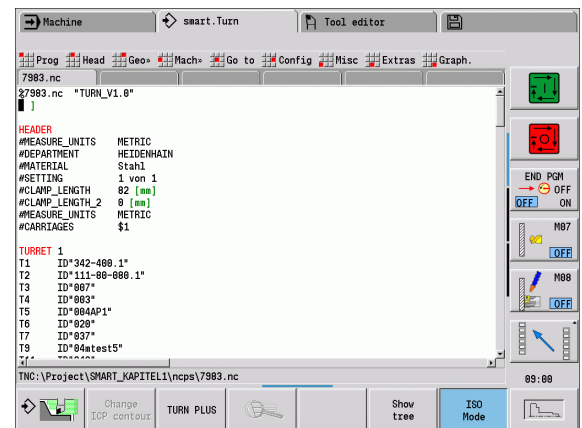 Machine
smart.Turn
Tool editor
Prog Head Geo» Mach» Go to Config Misc Extras Graph.
7983.nc
%7983.nc "TURN_V1.0"
[ ]
HEADER
#MEASURE_UNITS METRIC
#DEPARTMENT HEIDENHAIN
#MATERIAL Stahl
#SETTING 1 von 1
#CLAMP_LENGTH 82 [mm]
#CLAMP_LENGTH_2 0 [mm]
#MEASURE_UNITS METRIC
#CARRIAGES $1
TURRET 1
T1 ID"342-400.1"
T2 ID"111-80-080.1"
T3 ID"007"
T4 ID"003"
T5 ID"004AP1"
T6 ID"020"
T7 ID"037"
T9 ID"04mtest5"
TNC:\Project\SMART_KAPITEL1\ncps\7983.nc
END PGM
OFF
OFF ON
M07
OFF
M08
OFF
09:00
Change
ICP contour
TURN PLUS
Show
tree
ISO
Mode